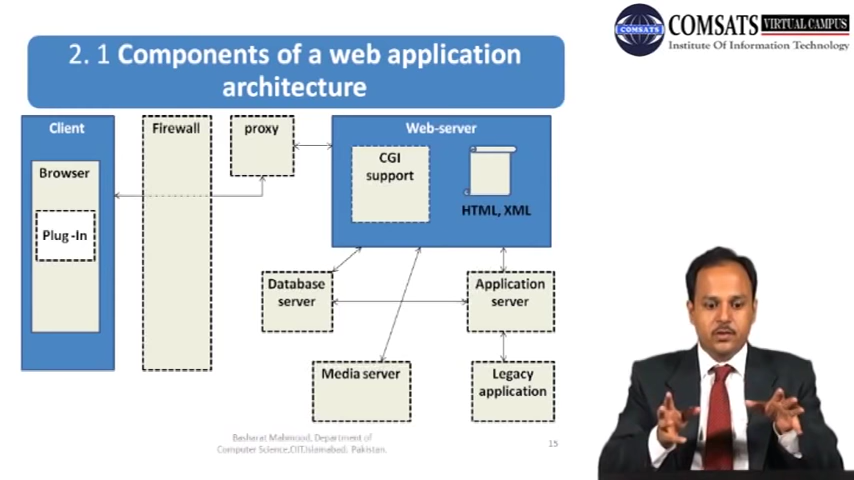 COMSATS VIRTUAL CAMPUS
COMSATS
Institute Of Information Technology
2. 1 Components of a web application
architecture
Client
Firewall
proxy
Web-server
Browser
CGI
support
Plug-In
HTML, XML
Database
server
Application
server
Media server
Legacy
application
Basharat Mahmood, Department of
Computer Science,CIIT,Islamabad, Pakistan.
15